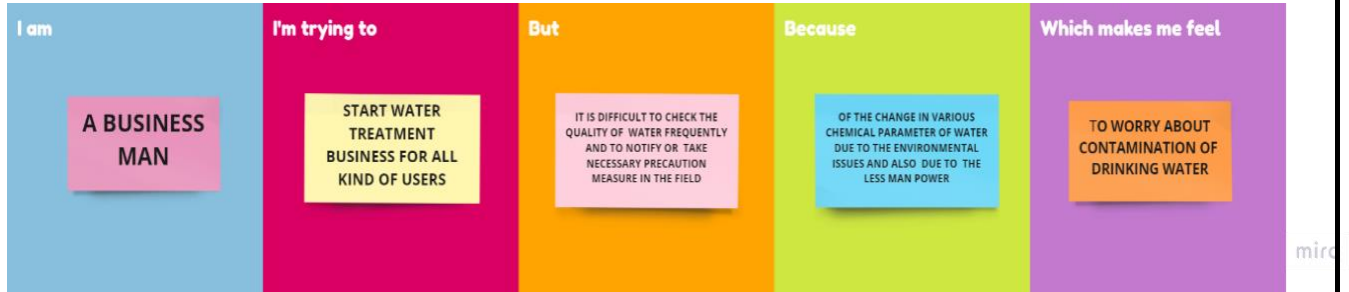 I am
A BUSINESS
MAN
I'm trying to
START WATER
TREATMENT
BUSINESS FOR ALL
KIND OF USERS
But
IT IS DIFFICULT TO CHECK THE
QUALITY OF WATER FREQUENTLY
AND TO NOTIFY OR TAKE
NECESSARY PRECAUTION
MEASURE IN THE FIELD
Because
OF THE CHANGE IN VARIOUS
CHEMICAL PARAMETER OF WATER
DUE TO THE ENVIRONMENTAL
ISSUES AND ALSO DUE TO THE
LESS MAN POWER
Which makes me feel
TO WORRY ABOUT
CONTAMINATION OF
DRINKING WATER